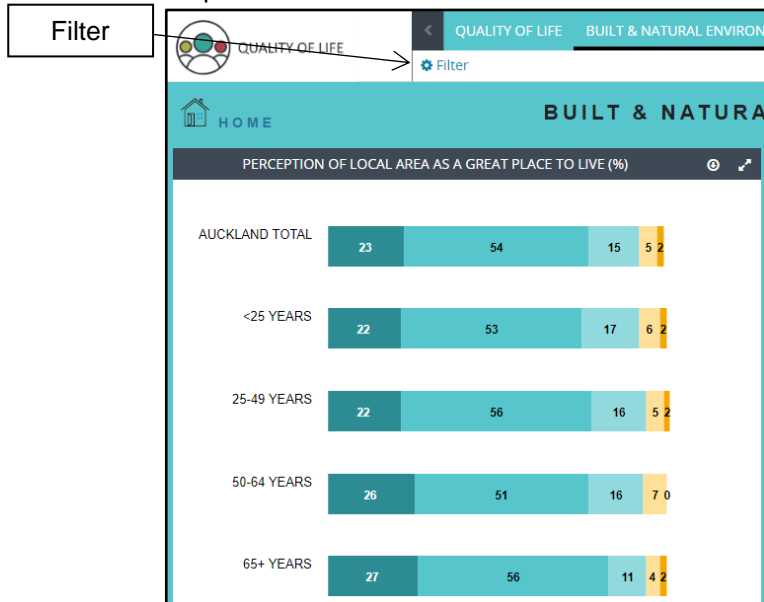 Filter
QUALITY OF LIFE
QUALITY OF LIFE BUILT & NATURAL ENVIRON
Filter
HOME
BUILT & NATURA
PERCEPTION OF LOCAL AREA AS A GREAT PLACE TO LIVE (%)
AUCKLAND TOTAL 23 54 15 5 2
<25 YEARS 22 53 17 6 2
25-49 YEARS 22 56 16 5 2
50-64 YEARS 26 51 16 7 0
65+ YEARS 27 56 11 4 2